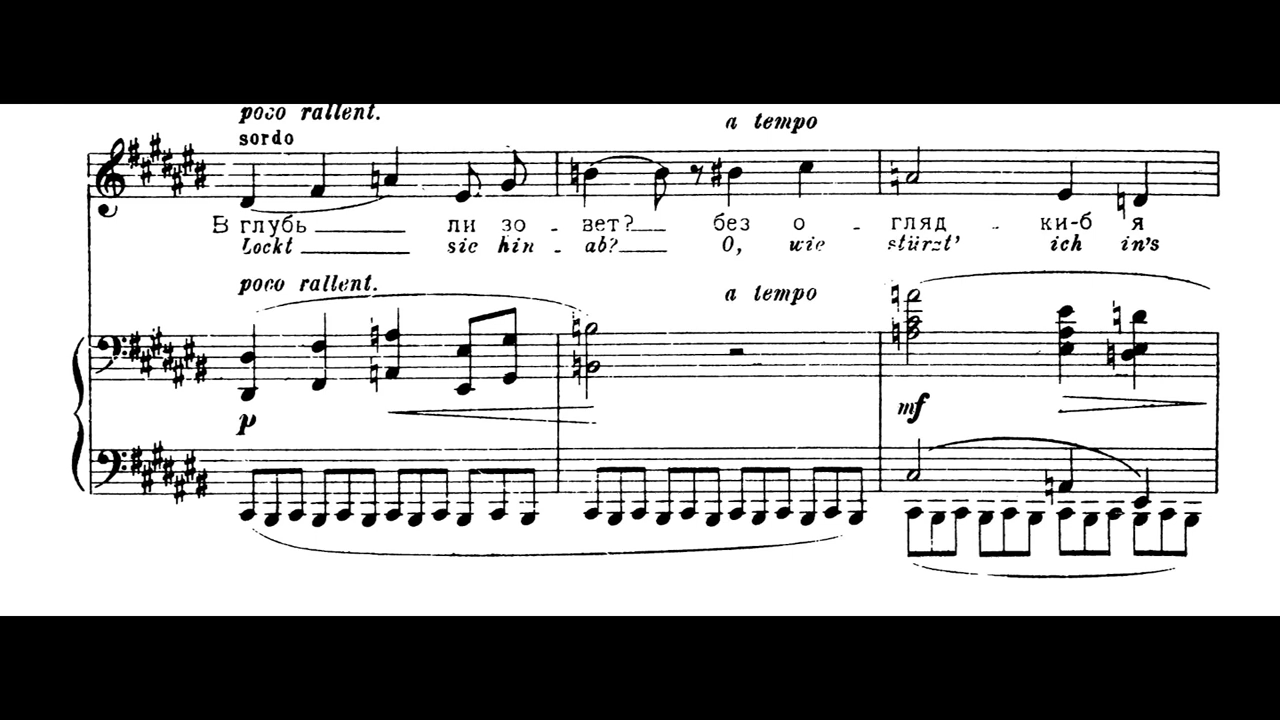 poco rallent.
sordo
a tempo
В глубь ли зо - вет? без о - гляд - ки-б я
Lockt sie hin - ab? O, wie stürzt' ich in's
poco rallent.
a tempo
p
mf